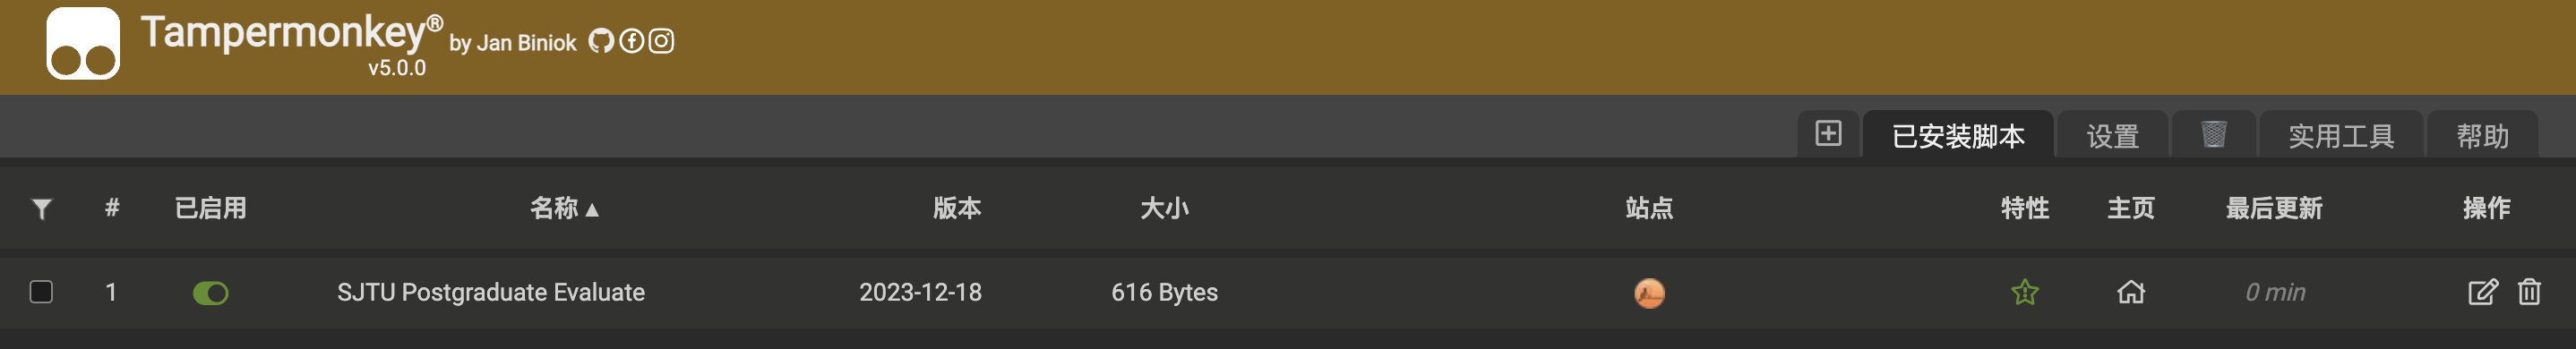 Tampermonkey® by Jan Biniok
v5.0.0
已安装脚本 设置 实用工具 帮助
# 已启用 名称▲ 版本 大小 站点 特性 主页 最后更新 操作
1 SJTU Postgraduate Evaluate 2023-12-18 616 Bytes 0 min